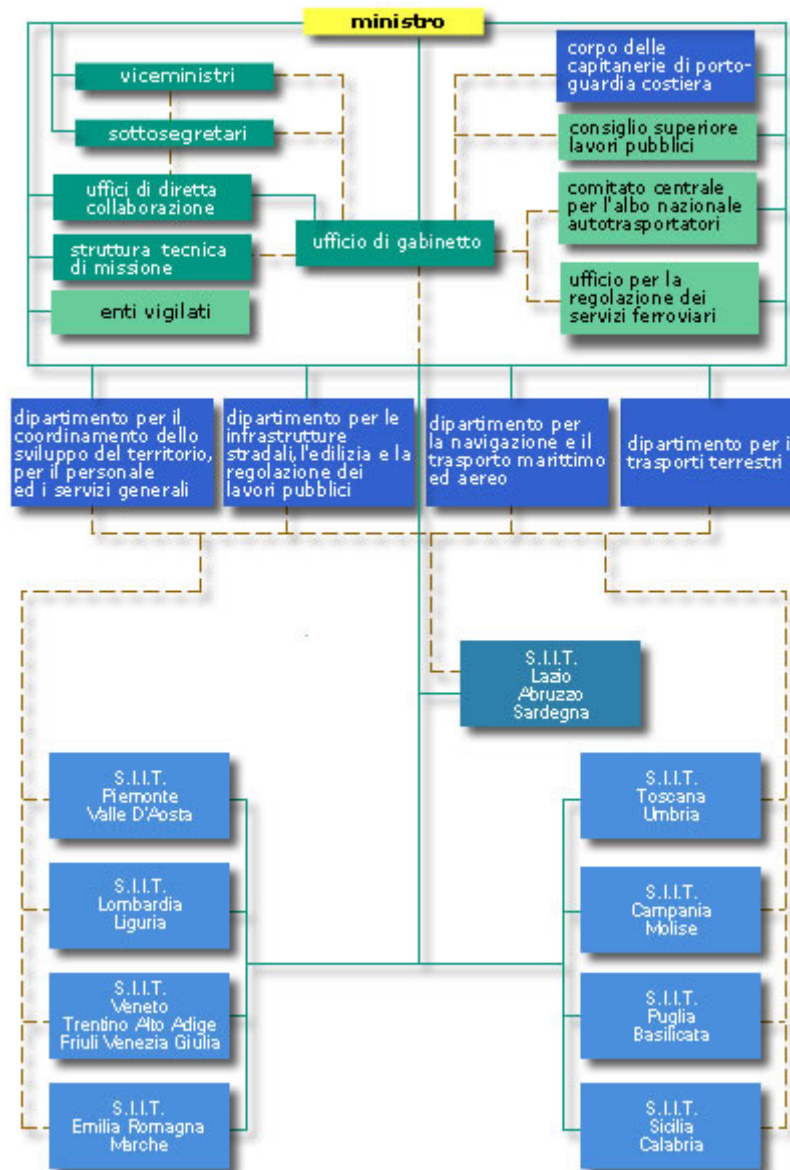 ministro
viceministri
sottosegretari
uffici di diretta
collaborazione
struttura tecnica
di missione
enti vigilati
ufficio di gabinetto
corpo delle
capitanerie di porto-
guardia costiera
consiglio superiore
lavori pubblici
comitato centrale
per l'albo nazionale
autotrasportatori
ufficio per la
regolazione dei
servizi ferroviari
dipartimento per il
coordinamento dello
sviluppo del territorio,
per il personale
ed i servizi generali
dipartimento per le
infrastrutture
stradali, l'edilizia e la
regolazione dei
lavori pubblici
dipartimento per
la navigazione e il
trasporto marittimo
ed aereo
dipartimento per i
trasporti terrestri
S.I.I.T.
Lazio
Abruzzo
Sardegna
S.I.I.T.
Piemonte
Valle D'Aosta
S.I.I.T.
Lombardia
Liguria
S.I.I.T.
Veneto
Trentino Alto Adige
Friuli Venezia Giulia
S.I.I.T.
Emilia Romagna
Marche
S.I.I.T.
Toscana
Umbria
S.I.I.T.
Campania
Molise
S.I.I.T.
Puglia
Basilicata
S.I.I.T.
Sicilia
Calabria